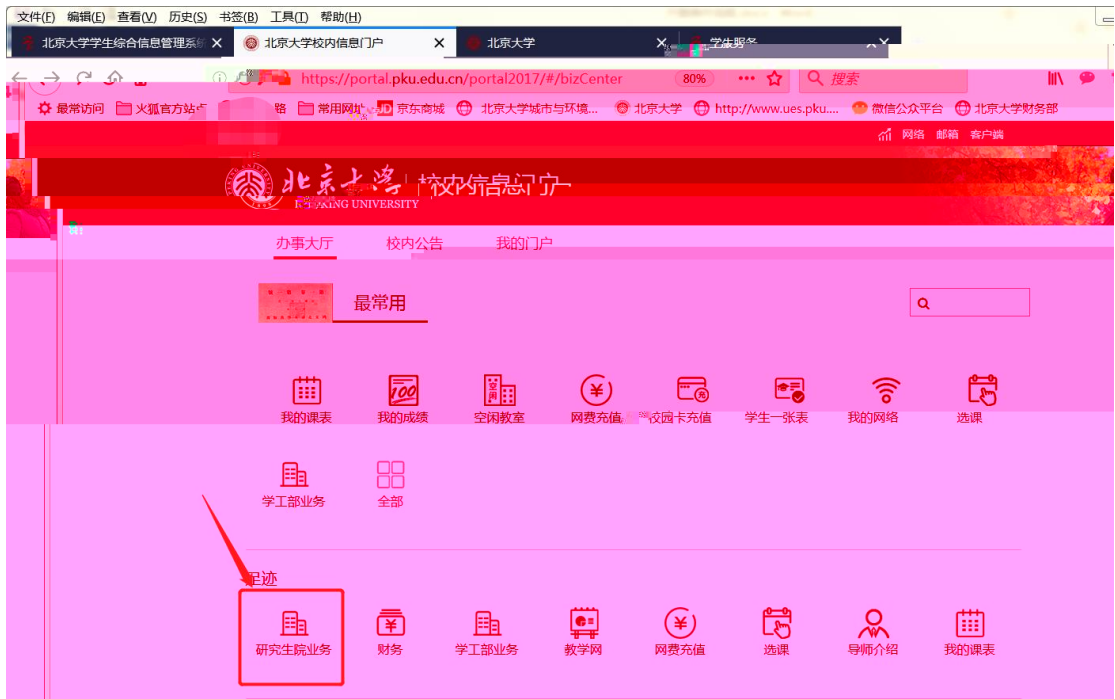 文件(F) 编辑(E) 查看(V) 历史(S) 书签(B) 工具(T) 帮助(H)
北京大学学生综合信息管理系统 北京大学校内信息门户 北京大学 学生服务
https://portal.pku.edu.cn/portal2017/#/bizCenter 80% 搜索
最常访问 火狐官方站点 常用网址 JD 京东商城 北京大学城市与环境... 北京大学 http://www.ues.pku.... 微信公众平台 北京大学财务部
网络 邮箱 客户端
北京大学 校内信息门户
PEKING UNIVERSITY
办事大厅 校内公告 我的门户
最常用
我的课表 我的成绩 空闲教室 网费充值 校园卡充值 学生一张表 我的网络 选课
学工部业务 全部
足迹
研究生院业务 财务 学工部业务 教学网 网费充值 选课 导师介绍 我的课表